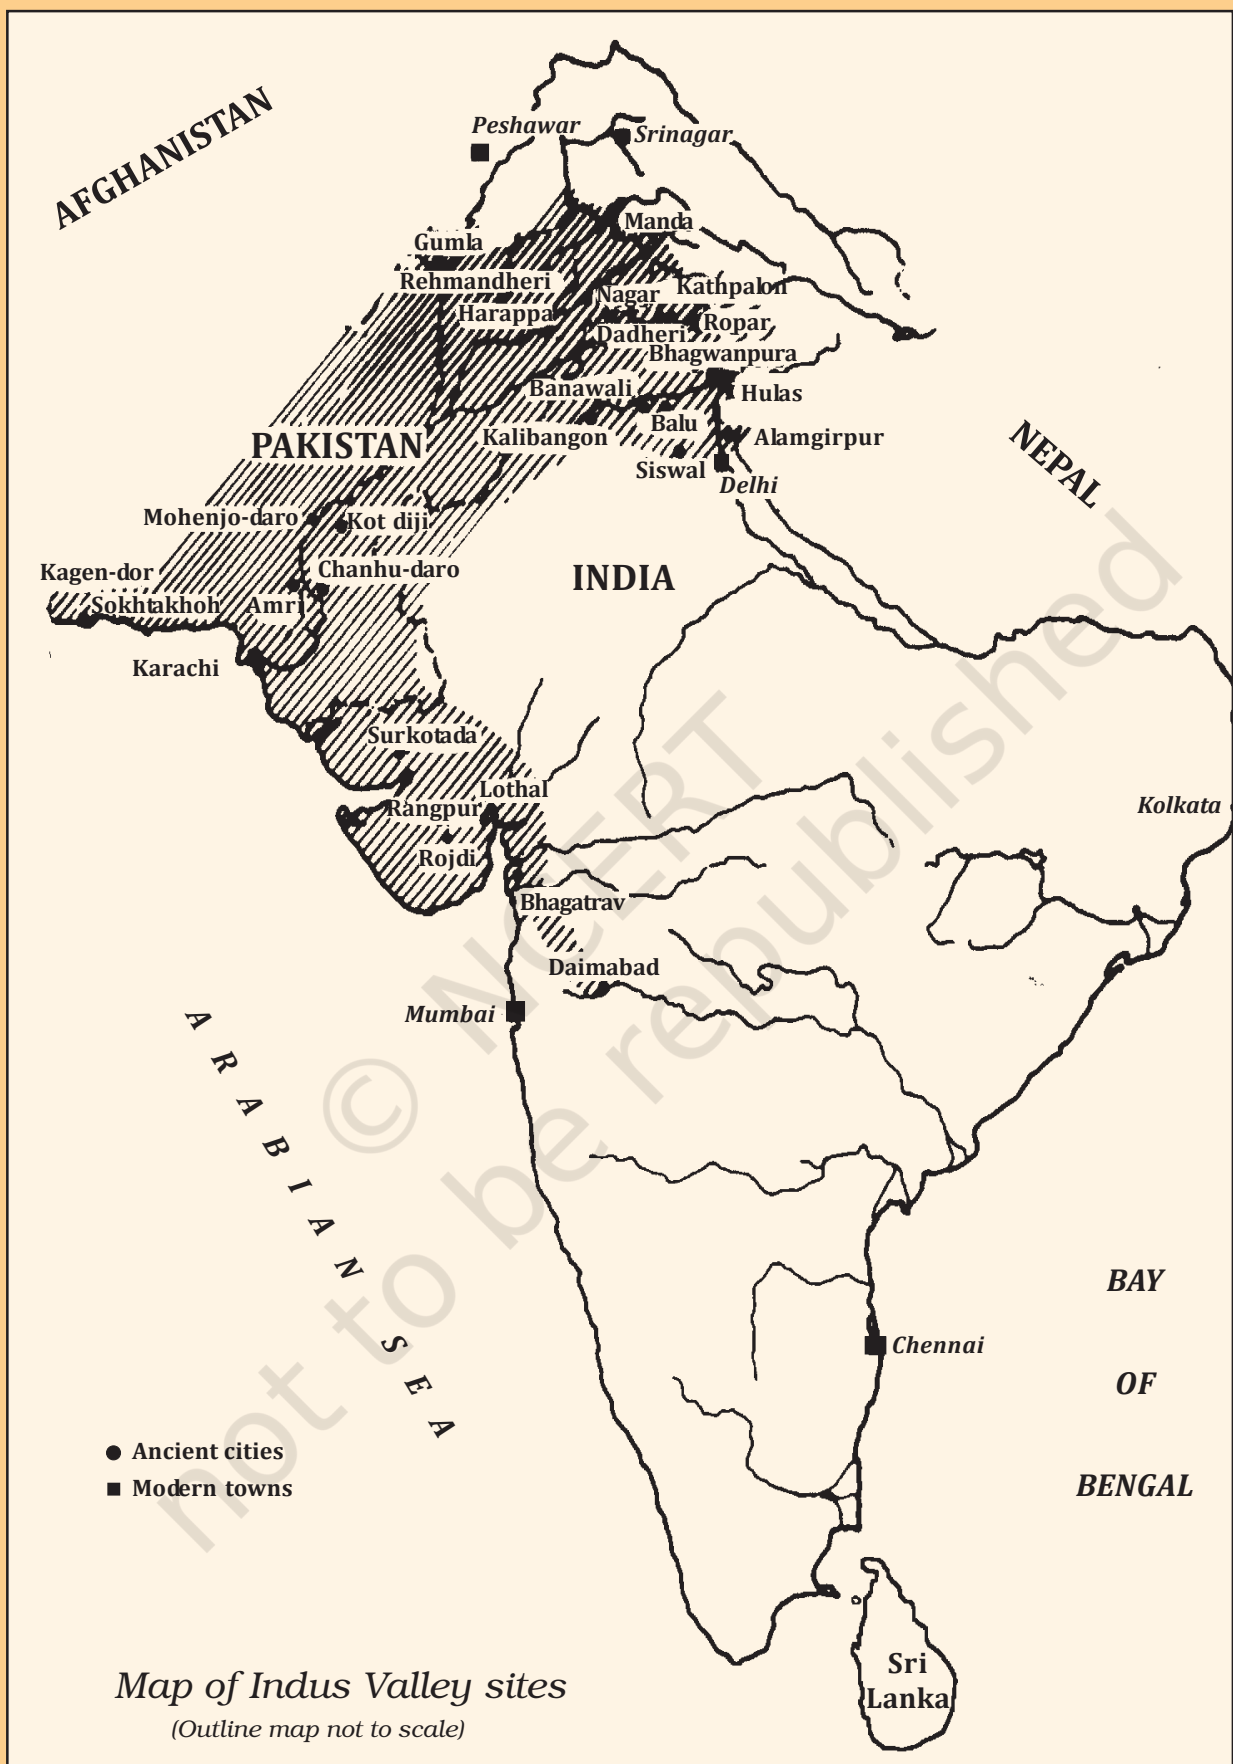 AFGHANISTAN
Peshawar
Srinagar
Manda
Gumla
Rehmandheri
Kathpalon
Nagar
Harappa
Ropar
Dadheri
Bhagwanpura
Banawali
Hulas
Balu
Kalibangon
Alamgirpur
PAKISTAN
Siswal
Delhi
NEPAL
Mohenjo-daro
Kot diji
Kagen-dor
Chanhu-daro
INDIA
Sokhtakhoh
Amri
Karachi
Surkotada
Lothal
Rangpur
Kolkata
Rojdi
Bhagatrav
Daimabad
Mumbai
ARABIAN SEA
BAY
OF
BENGAL
Chennai
Ancient cities
Modern towns
Sri
Lanka
Map of Indus Valley sites
(Outline map not to scale)
© NCERT
not to be republished